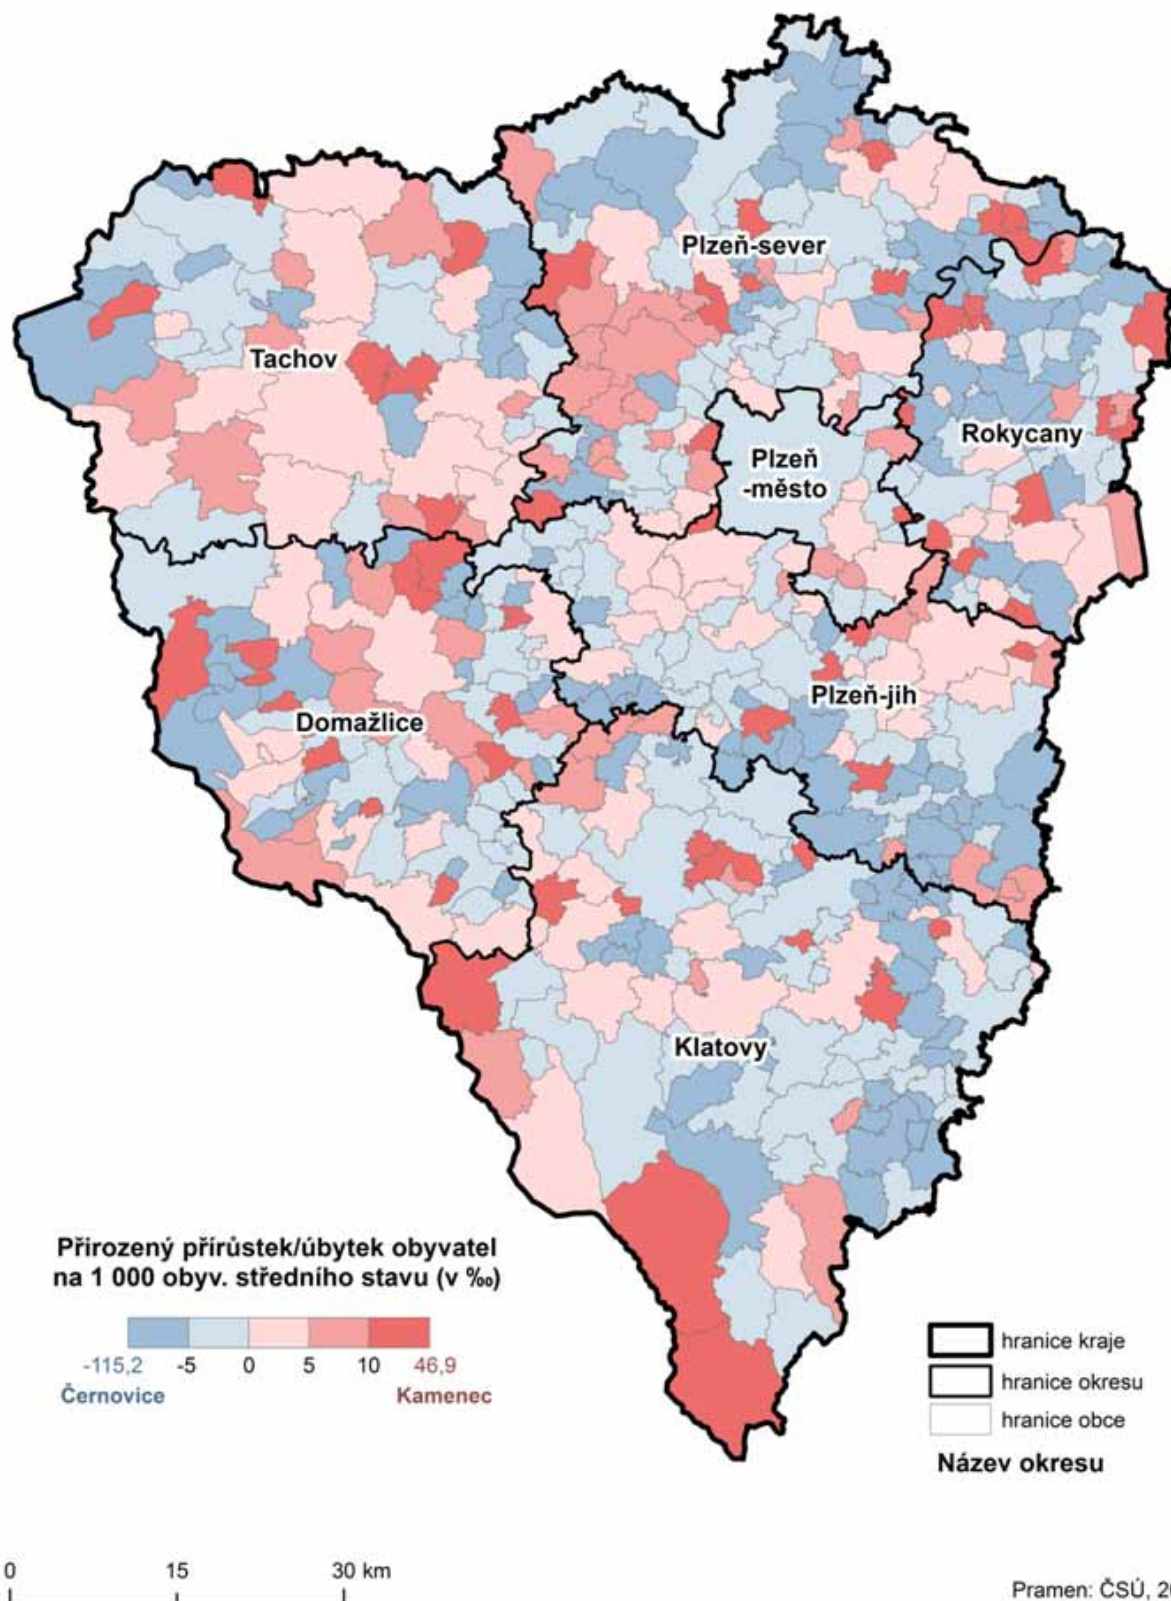 Plzeň-sever
Tachov
Rokycany
Plzeň
-město
Plzeň-jih
Domažlice
Klatovy
Přirozený přírůstek/úbytek obyvatel
na 1 000 obyv. středního stavu (v ‰)
-115,2 -5 0 5 10 46,9
Černovice Kamenec
hranice kraje
hranice okresu
hranice obce
Název okresu
0 15 30 km
Pramen: ČSÚ,